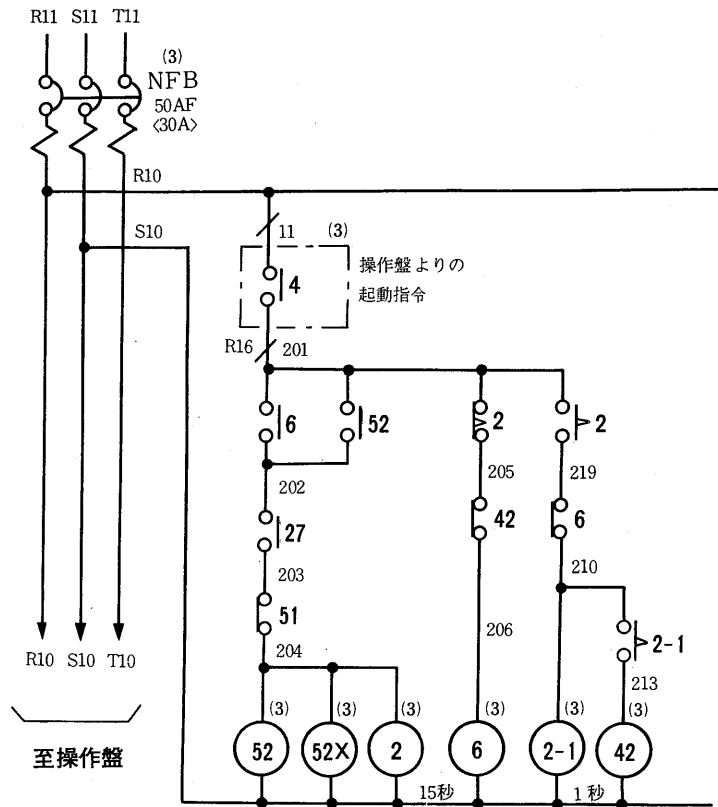 R11 S11 T11
(3)
NFB
50AF
〈30A〉
R10
S10
11 (3)
操作盤よりの
起動指令
4
R16 201
6 52 2 2
202 205 219
27 42 6
203 210
51
204 206 2-1
213
R10 S10 T10
(3) (3) (3) (3) (3) (3)
52 52X 2 6 2-1 42
至操作盤
15秒 1秒